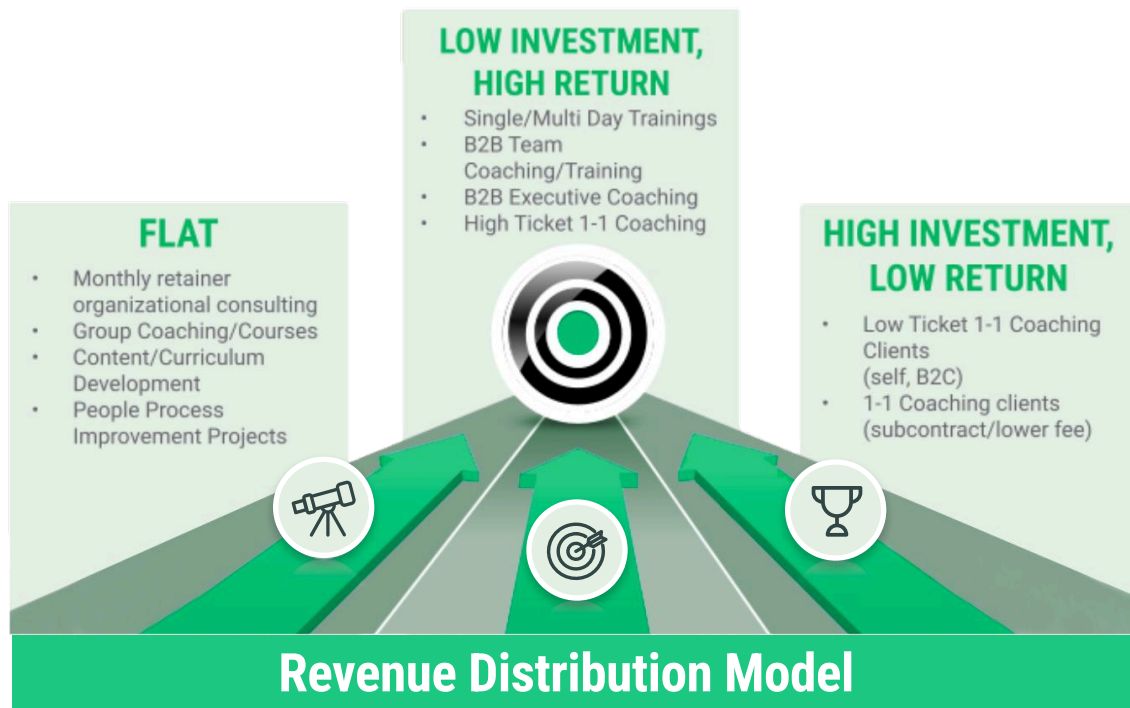 LOW INVESTMENT,
HIGH RETURN
• Single/Multi Day Trainings
• B2B Team
Coaching/Training
• B2B Executive Coaching
• High Ticket 1-1 Coaching
FLAT
• Monthly retainer
organizational consulting
• Group Coaching/Courses
• Content/Curriculum
Development
• People Process
Improvement Projects
HIGH INVESTMENT,
LOW RETURN
• Low Ticket 1-1 Coaching
Clients
(self, B2C)
• 1-1 Coaching clients
(subcontract/lower fee)
Revenue Distribution Model